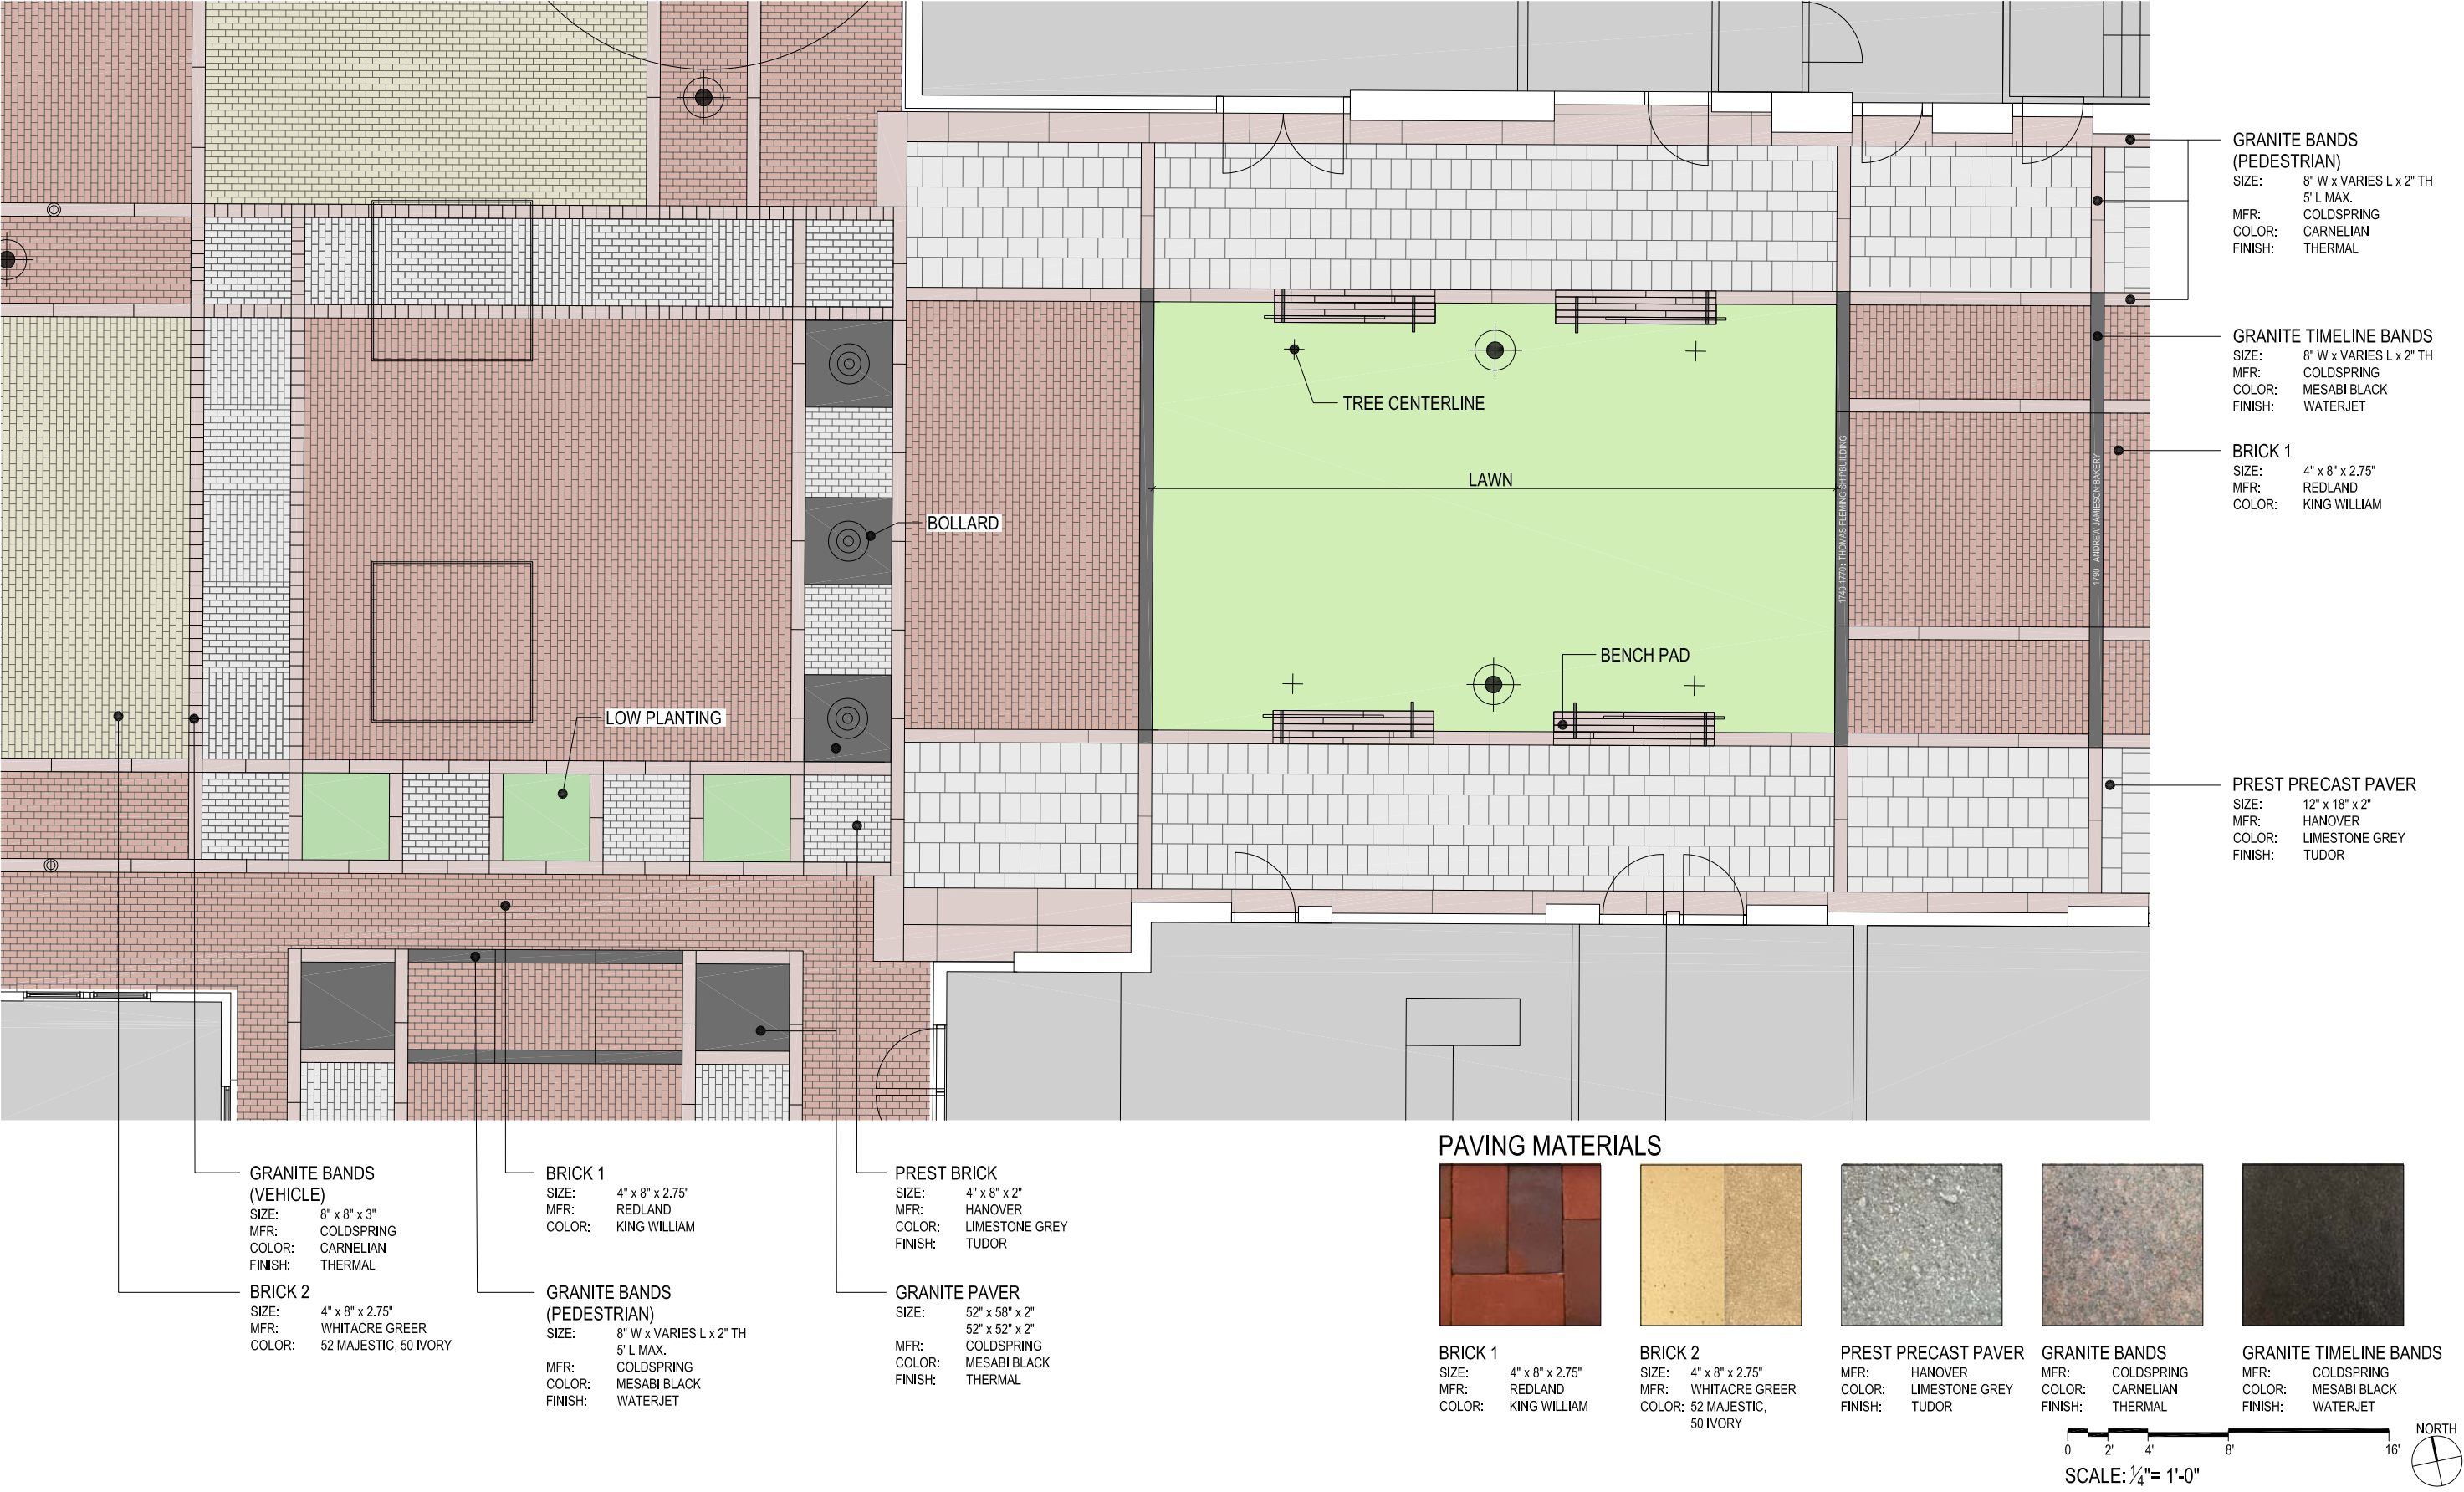 GRANITE BANDS
(PEDESTRIAN)
SIZE: 8" W x VARIES L x 2" TH
5' L MAX.
MFR: COLDSPRING
COLOR: CARNELIAN
FINISH: THERMAL
GRANITE TIMELINE BANDS
SIZE: 8" W x VARIES L x 2" TH
MFR: COLDSPRING
COLOR: MESABI BLACK
FINISH: WATERJET
BRICK 1
SIZE: 4" x 8" x 2.75"
MFR: REDLAND
COLOR: KING WILLIAM
PREST PRECAST PAVER
SIZE: 12" x 18" x 2"
MFR: HANOVER
COLOR: LIMESTONE GREY
FINISH: TUDOR
TREE CENTERLINE
LAWN
BOLLARD
BENCH PAD
LOW PLANTING
1740-1770 : THOMAS FLEMING SHIPBUILDING
1790 : ANDREW JAMIESON BAKERY
GRANITE BANDS
(VEHICLE)
SIZE: 8" x 8" x 3"
MFR: COLDSPRING
COLOR: CARNELIAN
FINISH: THERMAL
BRICK 2
SIZE: 4" x 8" x 2.75"
MFR: WHITACRE GREER
COLOR: 52 MAJESTIC, 50 IVORY
BRICK 1
SIZE: 4" x 8" x 2.75"
MFR: REDLAND
COLOR: KING WILLIAM
GRANITE BANDS
(PEDESTRIAN)
SIZE: 8" W x VARIES L x 2" TH
5' L MAX.
MFR: COLDSPRING
COLOR: MESABI BLACK
FINISH: WATERJET
PREST BRICK
SIZE: 4" x 8" x 2"
MFR: HANOVER
COLOR: LIMESTONE GREY
FINISH: TUDOR
GRANITE PAVER
SIZE: 52" x 58" x 2"
52" x 52" x 2"
MFR: COLDSPRING
COLOR: MESABI BLACK
FINISH: THERMAL
PAVING MATERIALS
BRICK 1
SIZE: 4" x 8" x 2.75"
MFR: REDLAND
COLOR: KING WILLIAM
BRICK 2
SIZE: 4" x 8" x 2.75"
MFR: WHITACRE GREER
COLOR: 52 MAJESTIC,
50 IVORY
PREST PRECAST PAVER
MFR: HANOVER
COLOR: LIMESTONE GREY
FINISH: TUDOR
GRANITE BANDS
MFR: COLDSPRING
COLOR: CARNELIAN
FINISH: THERMAL
GRANITE TIMELINE BANDS
MFR: COLDSPRING
COLOR: MESABI BLACK
FINISH: WATERJET
0 2' 4' 8' 16'
SCALE: 1/4"= 1'-0"
NORTH